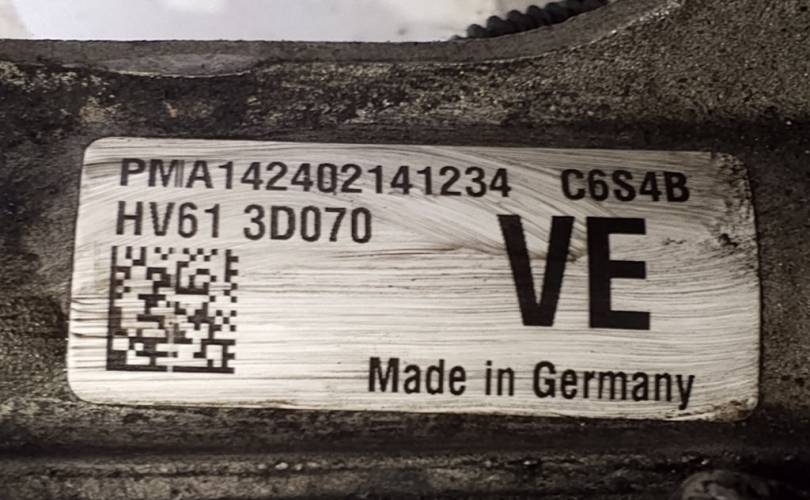 PMA142402141234 C6S4B
HV61 3D070
VE
Made in Germany